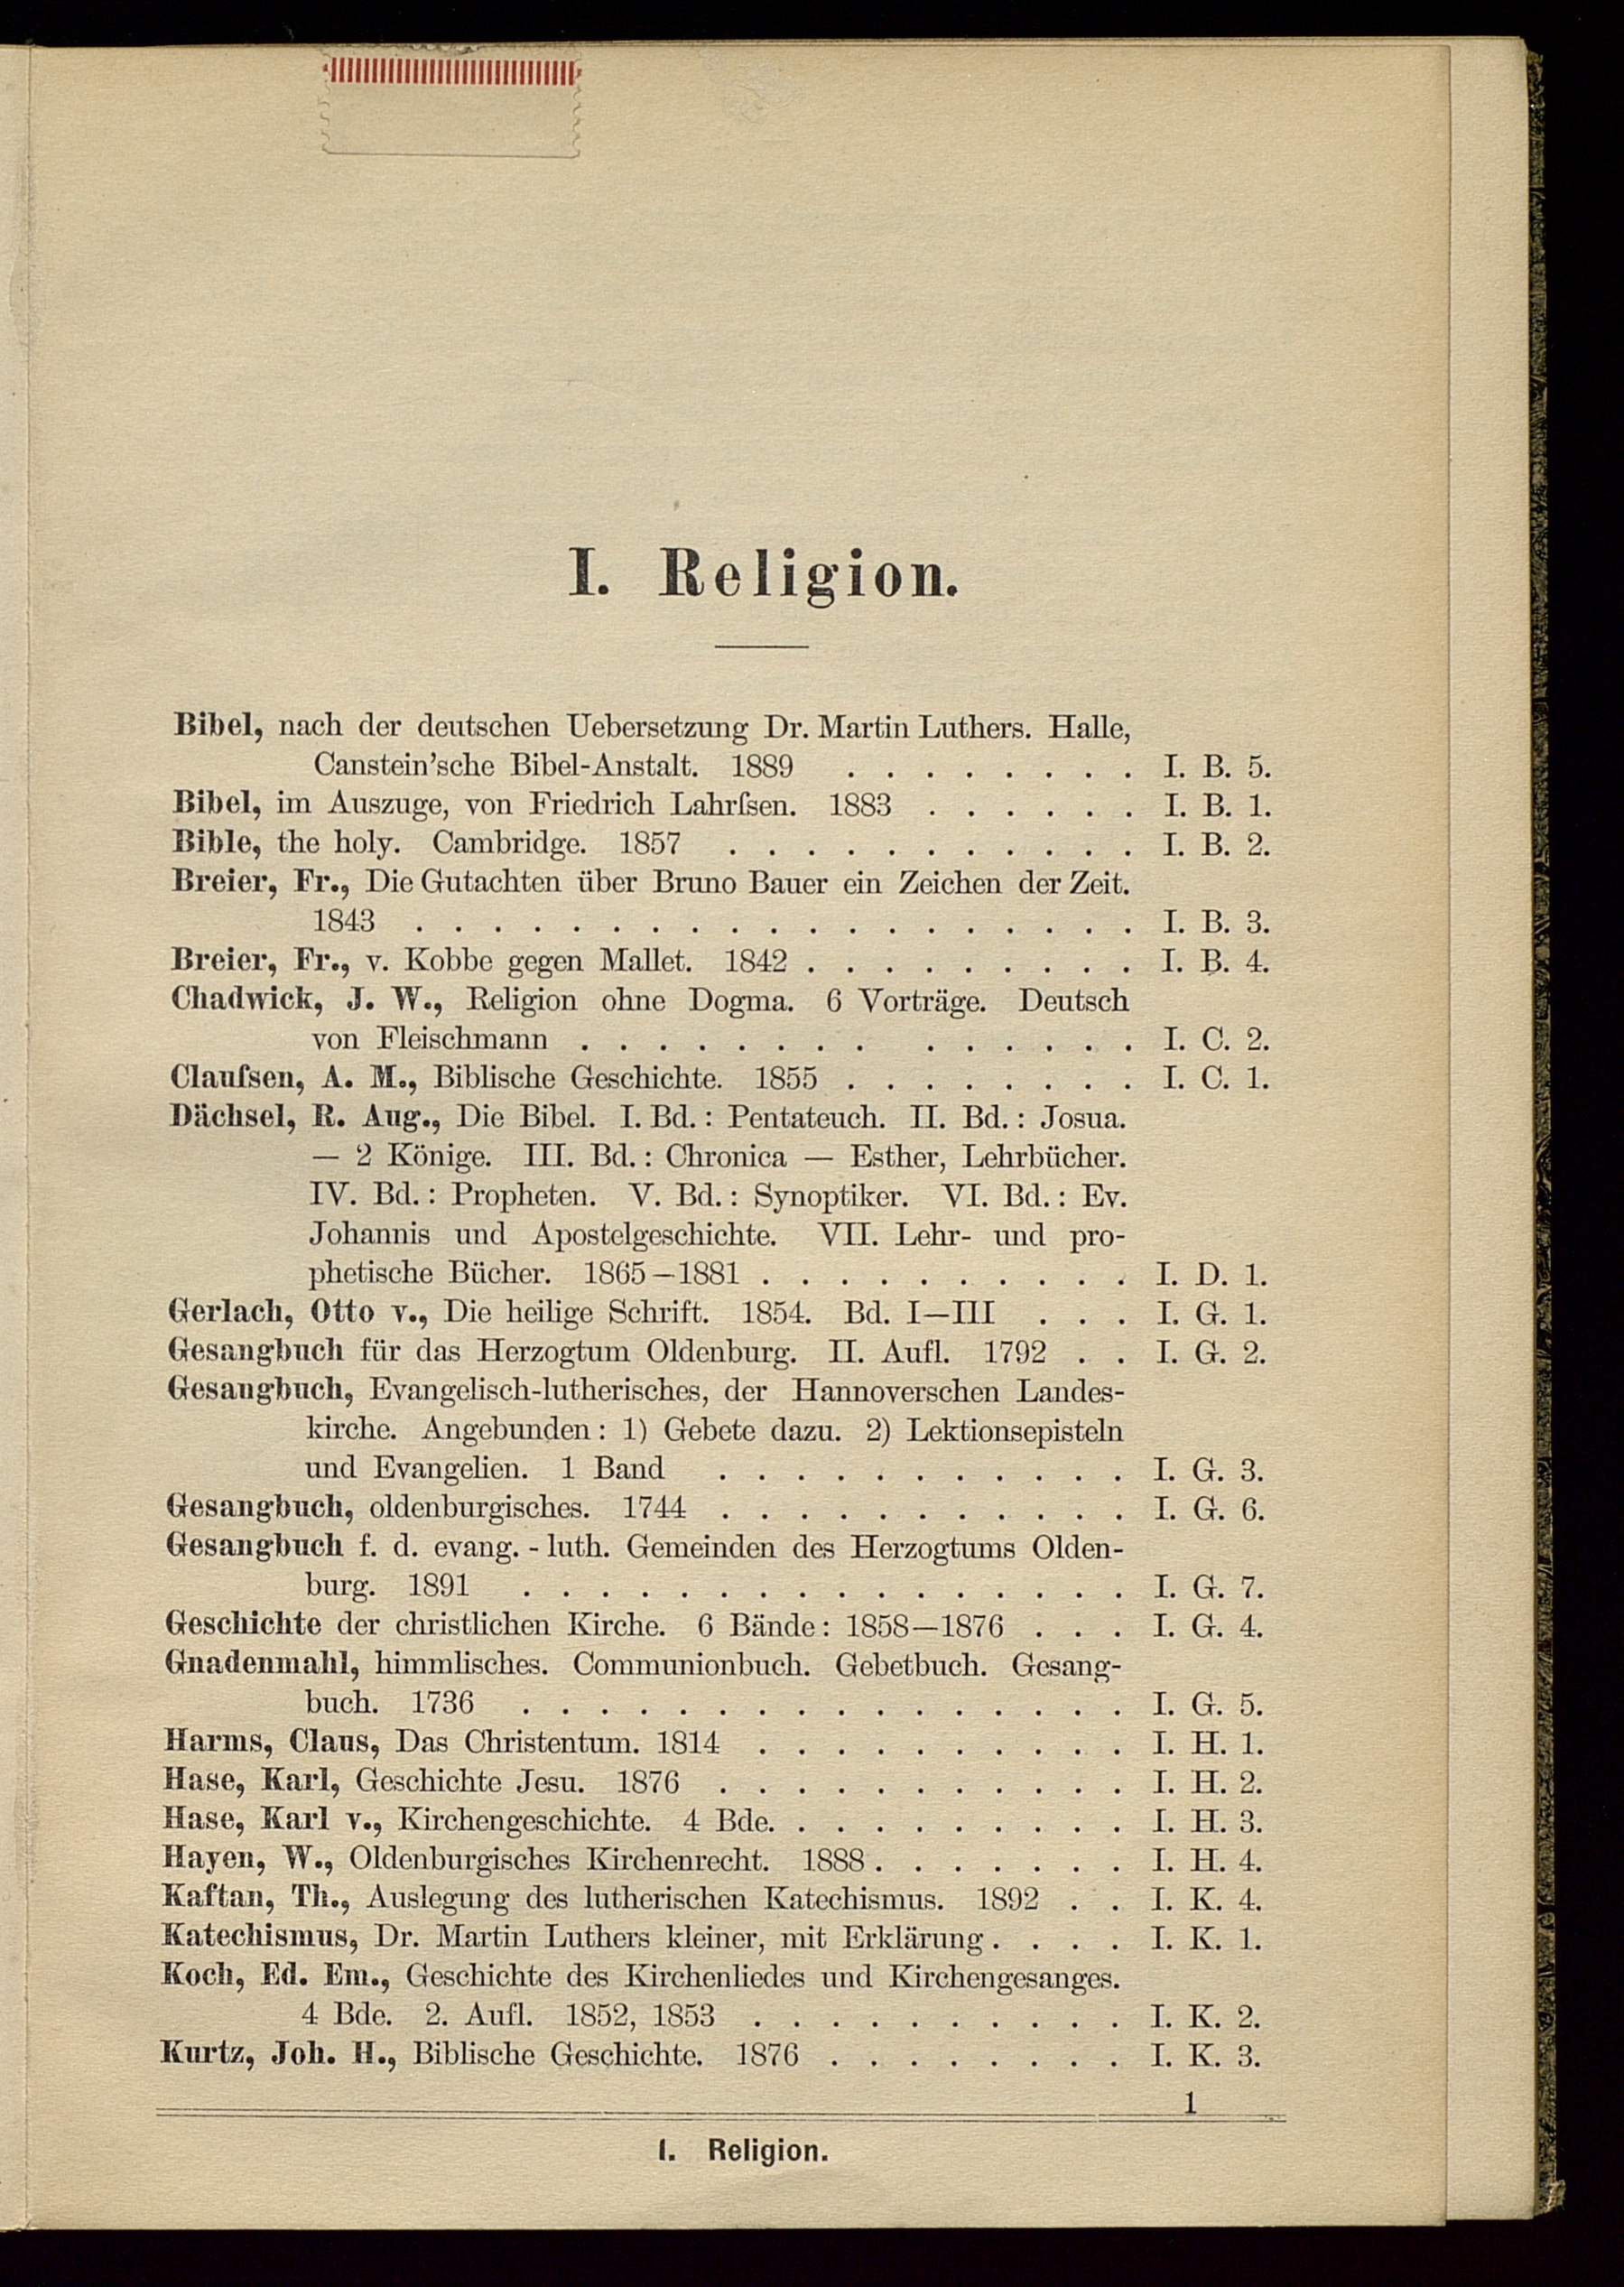 I. Religion.
Bibel, nach der deutschen Uebersetzung Dr. Martin Luthers. Halle,
Canstein'sche Bibel-Anstalt. 1889 . . . . . . . . I. B. 5.
Bibel, im Auszuge, von Friedrich Lahrſsen. 1883 . . . . . . I. B. 1.
Bible, the holy. Cambridge. 1857 . . . . . . . . . . . I. B. 2.
Breier, Fr., Die Gutachten über Bruno Bauer ein Zeichen der Zeit.
1843 . . . . . . . . . . . . . . . . . . . I. B. 3.
Breier, Fr., v. Kobbe gegen Mallet. 1842 . . . . . . . . . I. B. 4.
Chadwick, J. W., Religion ohne Dogma. 6 Vorträge. Deutsch
von Fleischmann . . . . . . . . . . . . . . I. C. 2.
Clauſsen, A. M., Biblische Geschichte. 1855 . . . . . . . . I. C. 1.
Dächsel, R. Aug., Die Bibel. I. Bd.: Pentateuch. II. Bd.: Josua.
— 2 Könige. III. Bd.: Chronica — Esther, Lehrbücher.
IV. Bd.: Propheten. V. Bd.: Synoptiker. VI. Bd.: Ev.
Johannis und Apostelgeschichte. VII. Lehr- und pro-
phetische Bücher. 1865—1881 . . . . . . . . . . I. D. 1.
Gerlach, Otto v., Die heilige Schrift. 1854. Bd. I—III . . . I. G. 1.
Gesangbuch für das Herzogtum Oldenburg. II. Aufl. 1792 . . I. G. 2.
Gesangbuch, Evangelisch-lutherisches, der Hannoverschen Landes-
kirche. Angebunden: 1) Gebete dazu. 2) Lektionsepisteln
und Evangelien. 1 Band . . . . . . . . . . . I. G. 3.
Gesangbuch, oldenburgisches. 1744 . . . . . . . . . . . I. G. 6.
Gesangbuch f. d. evang. - luth. Gemeinden des Herzogtums Olden-
burg. 1891 . . . . . . . . . . . . . . . . I. G. 7.
Geschichte der christlichen Kirche. 6 Bände: 1858—1876 . . . I. G. 4.
Gnadenmahl, himmlisches. Communionbuch. Gebetbuch. Gesang-
buch. 1736 . . . . . . . . . . . . . . . . I. G. 5.
Harms, Claus, Das Christentum. 1814 . . . . . . . . . . I. H. 1.
Hase, Karl, Geschichte Jesu. 1876 . . . . . . . . . . . I. H. 2.
Hase, Karl v., Kirchengeschichte. 4 Bde. . . . . . . . . . I. H. 3.
Hayen, W., Oldenburgisches Kirchenrecht. 1888 . . . . . . . I. H. 4.
Kaftan, Th., Auslegung des lutherischen Katechismus. 1892 . . I. K. 4.
Katechismus, Dr. Martin Luthers kleiner, mit Erklärung . . . . I. K. 1.
Koch, Ed. Em., Geschichte des Kirchenliedes und Kirchengesanges.
4 Bde. 2. Aufl. 1852, 1853 . . . . . . . . . . I. K. 2.
Kurtz, Joh. H., Biblische Geschichte. 1876 . . . . . . . . I. K. 3.
1
I. Religion.